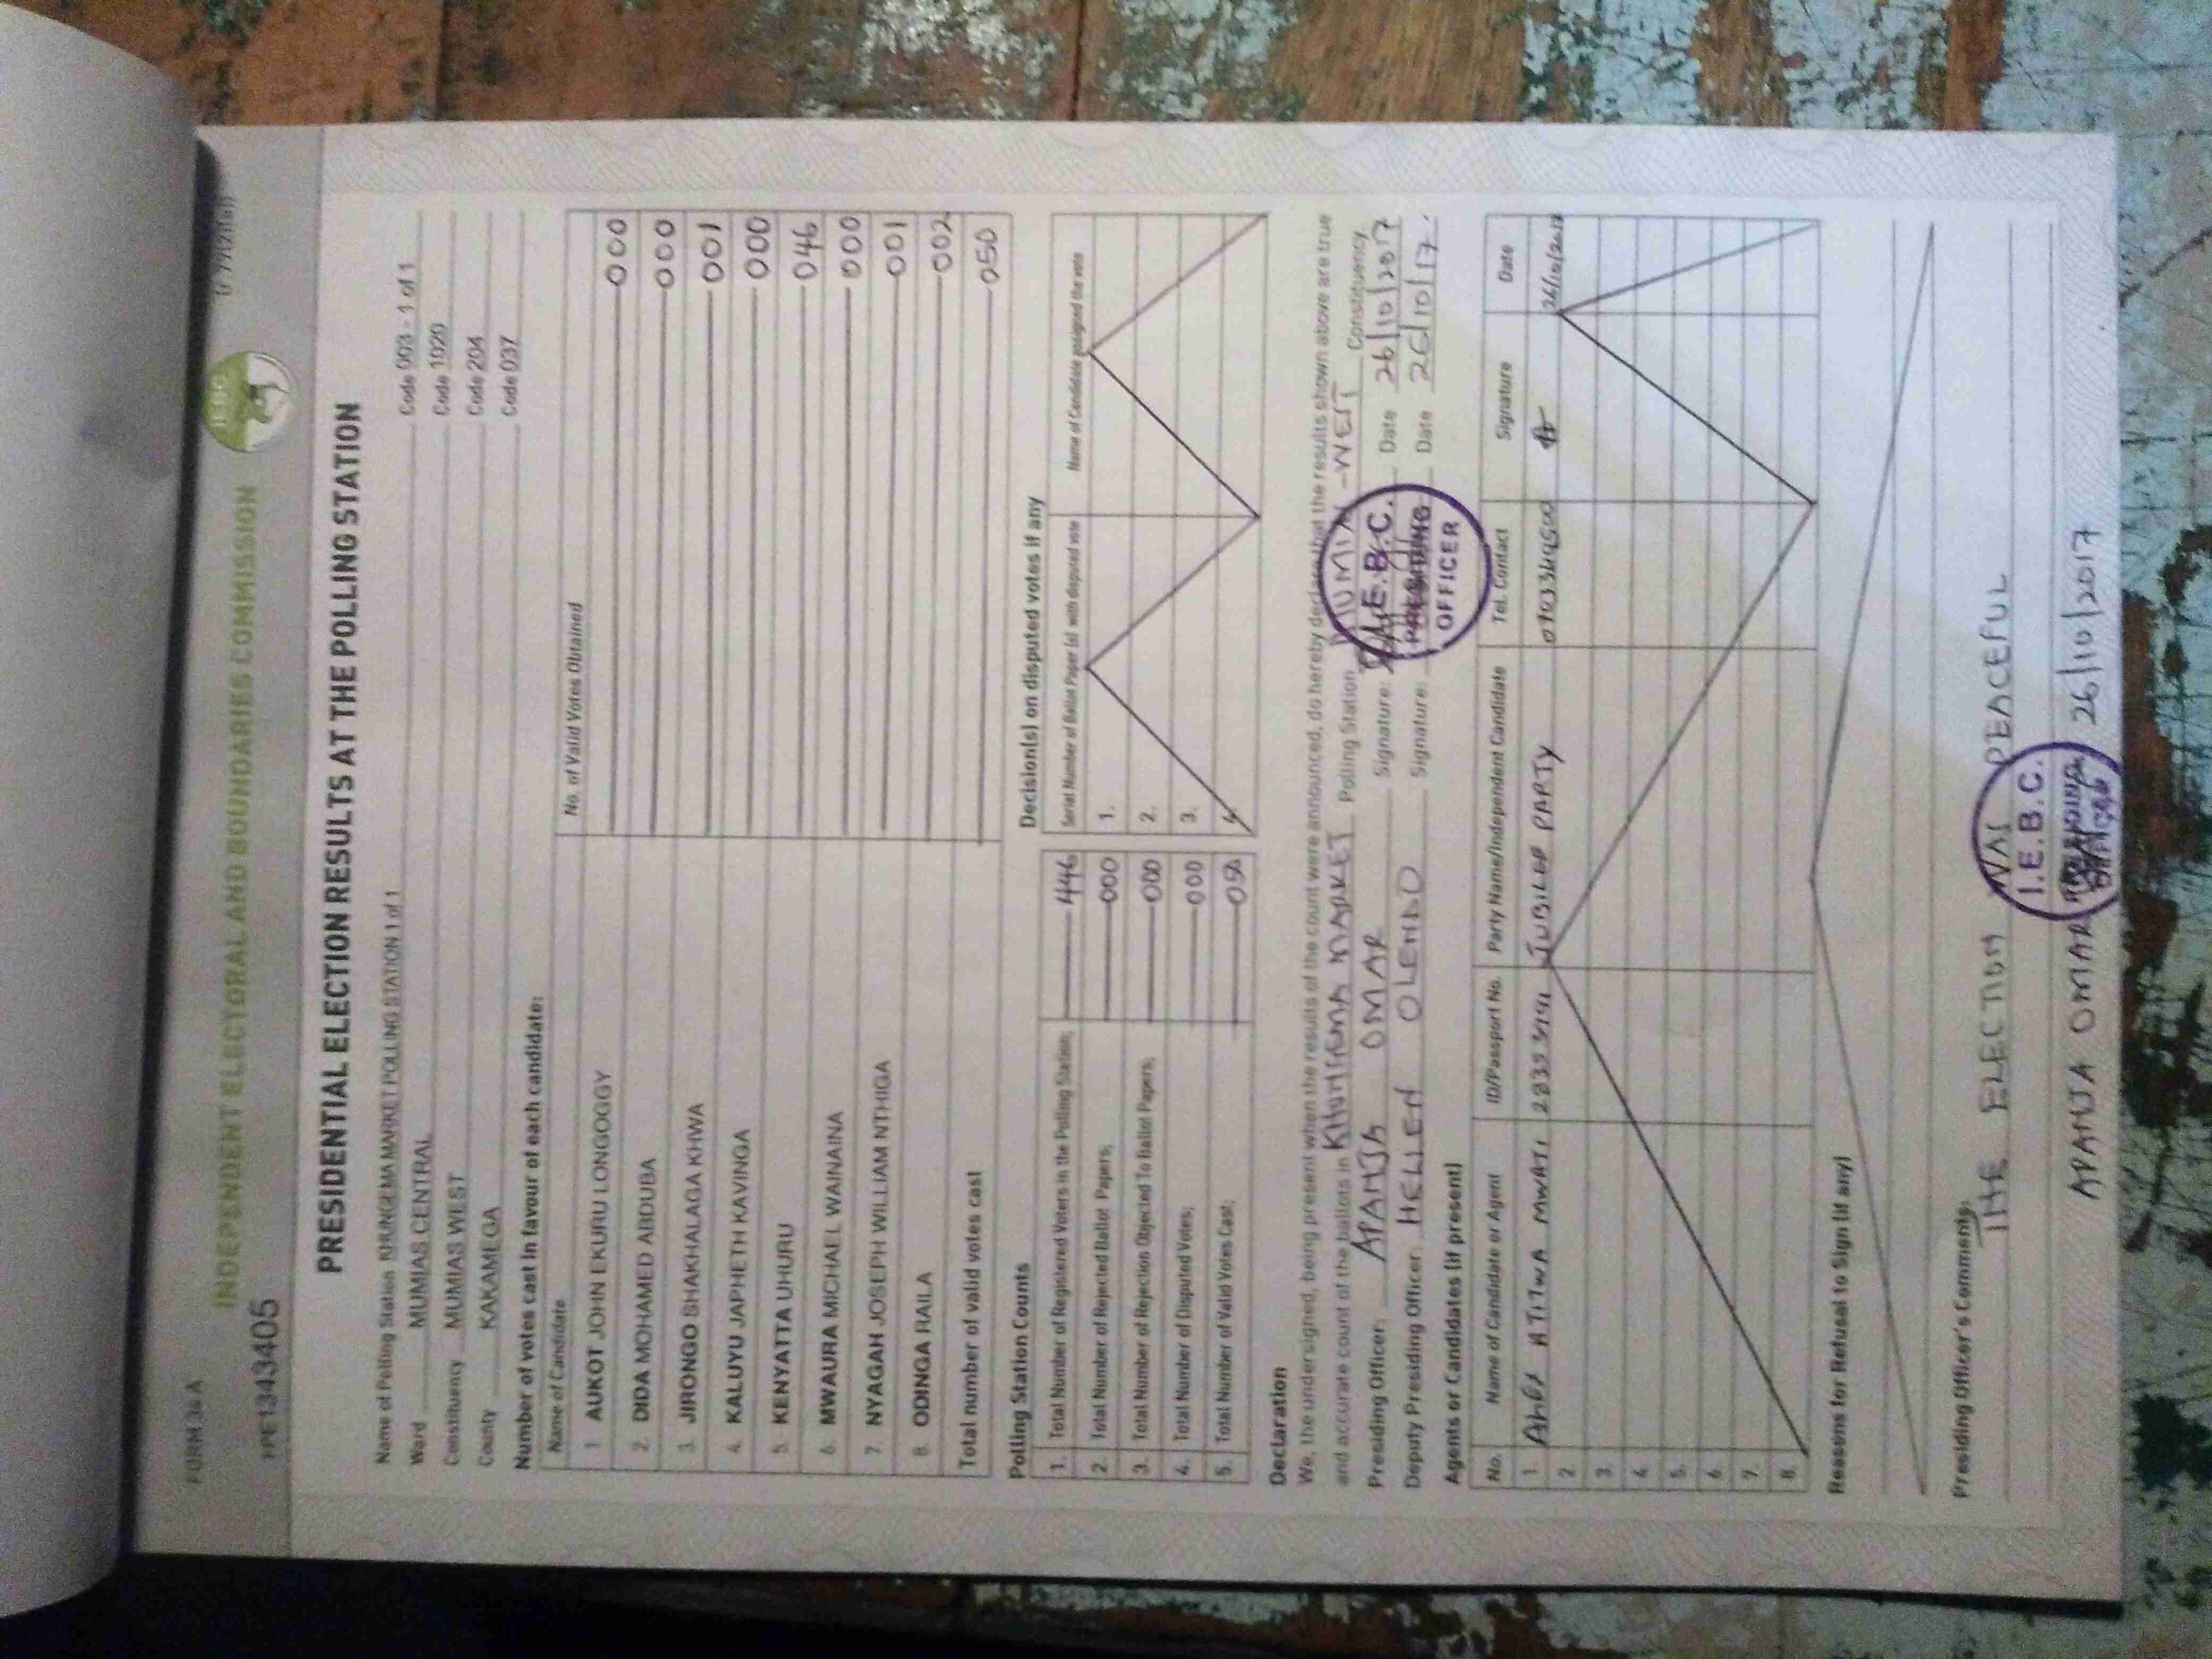 FORM 34A
INDEPENDENT ELECTORAL AND BOUNDARIES COMMISSION
IEBC
*PE1343405
PRESIDENTIAL ELECTION RESULTS AT THE POLLING STATION
Name of Polling Station KHUNGEMA MARKET POLLING STATION 1 of 1 Code 003 - 1 of 1
Ward MUMIAS CENTRAL Code 1020
Constituency MUMIAS WEST Code 204
County KAKAMEGA Code 037
Number of votes cast in favour of each candidate:
Name of Candidate No. of Valid Votes Obtained
1 AUKOT JOHN EKURU LONGOGGY 000
2. DIDA MOHAMED ABDUBA 000
3. JIRONGO SHAKHALAGA KHWA 001
4. KALUYU JAPHETH KAVINGA 000
5. KENYATTA UHURU 046
6. MWAURA MICHAEL WAINAINA 000
7. NYAGAH JOSEPH WILLIAM NTHIGA 001
8. ODINGA RAILA 002
Total number of valid votes cast 050
Polling Station Counts
1. Total Number of Registered Voters in the Polling Station; 446
2. Total Number of Rejected Ballot Papers; 000
3. Total Number of Rejection Objected To Ballot Papers; 000
4. Total Number of Disputed Votes; 000
5. Total Number of Valid Votes Cast; 050
Decision(s) on disputed votes if any
Serial Number of Ballot Paper (s) with disputed vote Name of Candidate assigned the vote
1.
2.
3.
4.
Declaration
We, the undersigned, being present when the results of the count were announced, do hereby declare that the results shown above are true
and accurate count of the ballots in KHUNGEMA MARKET Polling Station MUMIAS-WEST Constituency
Presiding Officer: APANJA OMAR Signature: Date 26/10/2017
Deputy Presiding Officer: HELLEN OLENDO Signature: Date 26/10/17.
I.E.B.C.
PRESIDING
OFFICER
Agents or Candidates (if present)
No. Name of Candidate or Agent ID/Passport No. Party Name/Independent Candidate Tel. Contact Signature Date
1. ATITWA MWATI JUBILEE PARTY 26/10/2017
2
3.
4
5.
6
7.
8.
Reasons for Refusal to Sign (if any)
Presiding Officer's Comments:
THE ELECTION WAS PEACEFUL
I.E.B.C.
PRESIDING
OFFICER
APANJA OMAR 26/10/2017